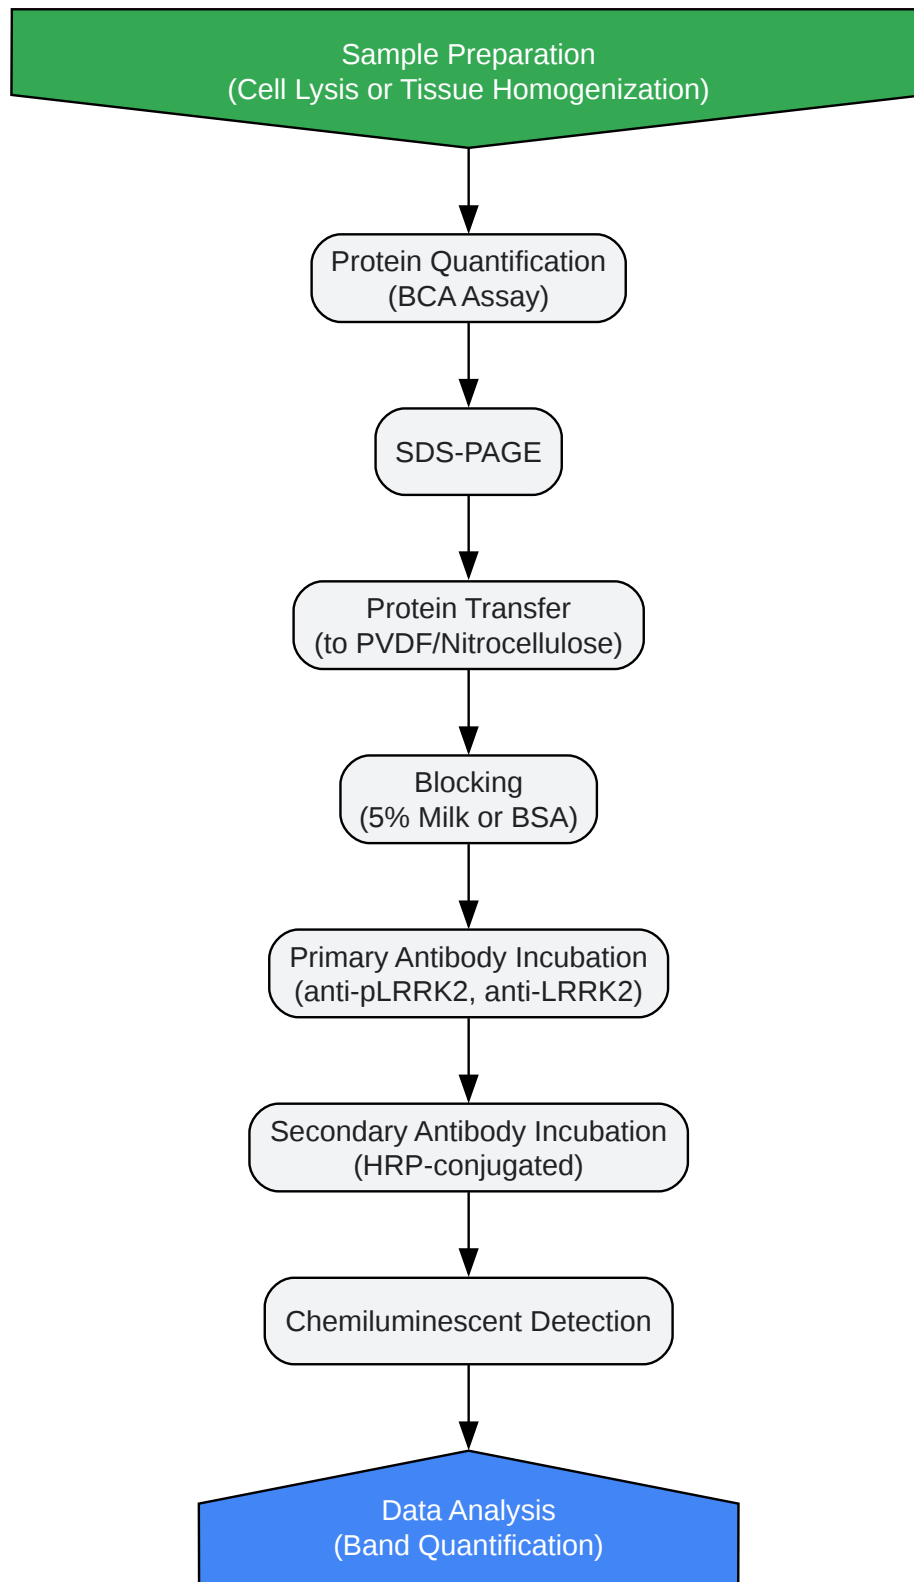 Sample Preparation
(Cell Lysis or Tissue Homogenization)
Protein Quantification
(BCA Assay)
SDS-PAGE
Protein Transfer
(to PVDF/Nitrocellulose)
Blocking
(5% Milk or BSA)
Primary Antibody Incubation
(anti-pLRRK2, anti-LRRK2)
Secondary Antibody Incubation
(HRP-conjugated)
Chemiluminescent Detection
Data Analysis
(Band Quantification)